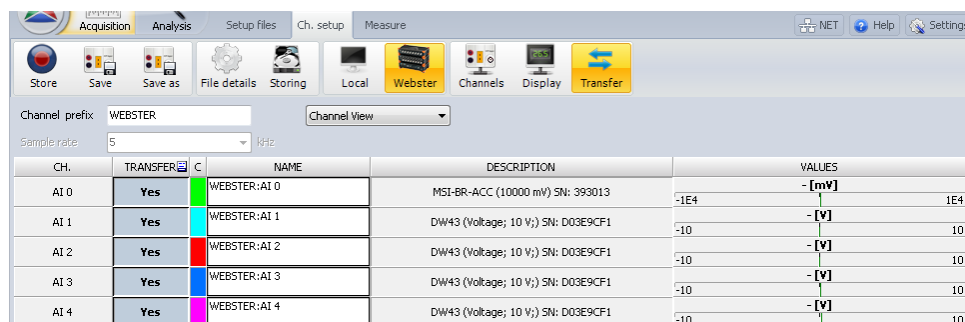 Acquisition Analysis Setup files Ch. setup Measure NET Help
Store Save Save as File details Storing Local Webster Channels Display Transfer
Channel prefix WEBSTER Channel View
Sample rate 5 kHz
CH. TRANSFER C NAME DESCRIPTION VALUES
AI 0 Yes WEBSTER:AI 0 MSI-BR-ACC (10000 mV) SN: 393013 - [mV]
-1E4 1E4
AI 1 Yes WEBSTER:AI 1 DW43 (Voltage; 10 V;) SN: D03E9CF1 - [V]
-10 10
AI 2 Yes WEBSTER:AI 2 DW43 (Voltage; 10 V;) SN: D03E9CF1 - [V]
-10 10
AI 3 Yes WEBSTER:AI 3 DW43 (Voltage; 10 V;) SN: D03E9CF1 - [V]
-10 10
AI 4 Yes WEBSTER:AI 4 DW43 (Voltage; 10 V;) SN: D03E9CF1 - [V]
-10 10